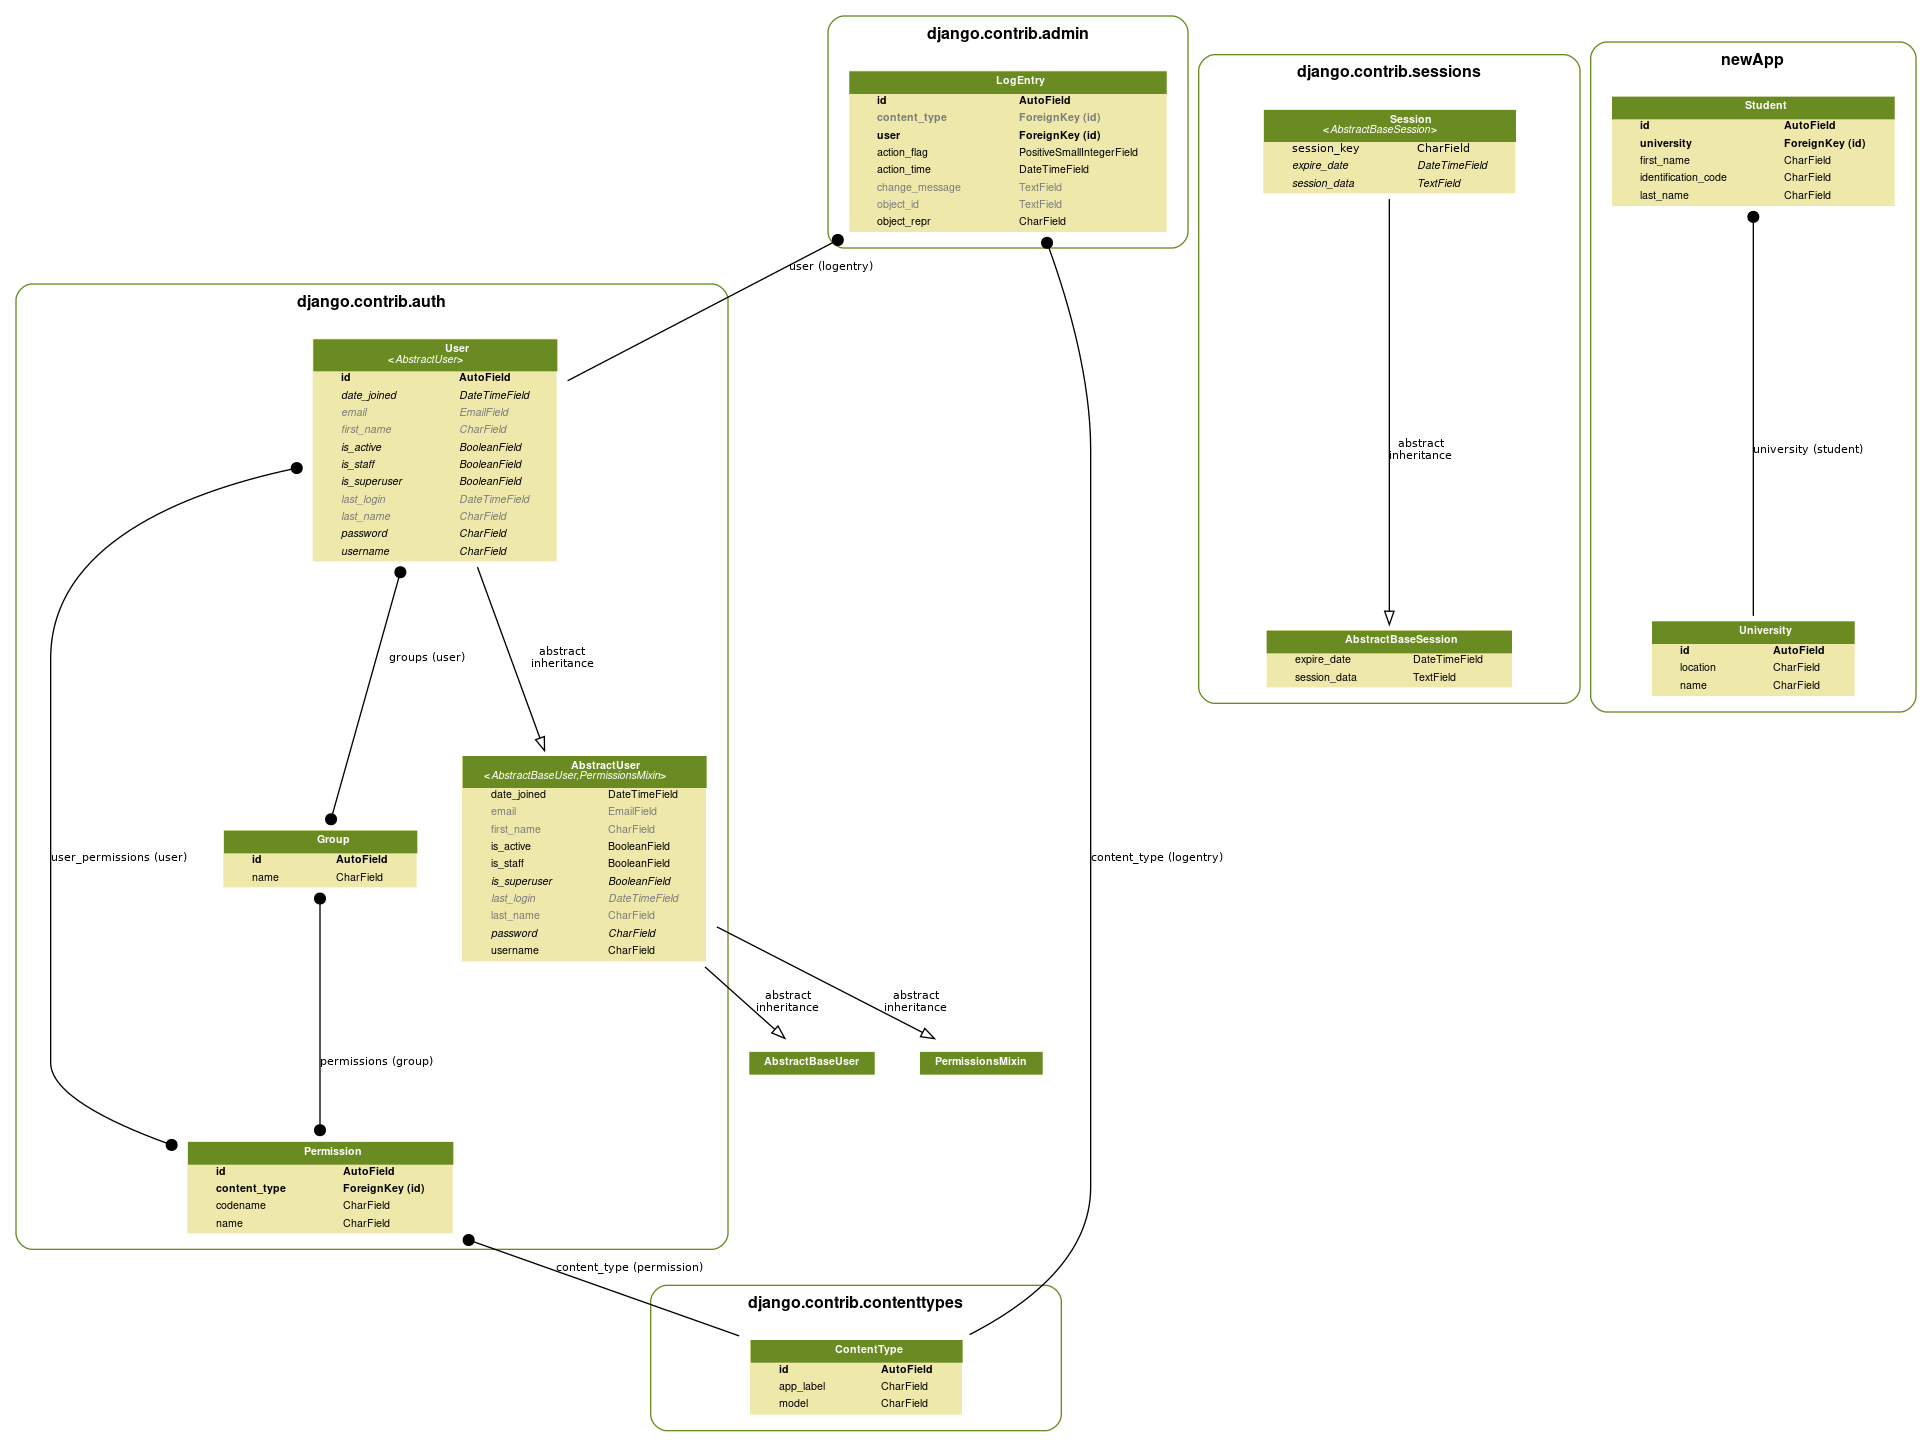 django.contrib.admin
LogEntry
id AutoField
content_type ForeignKey (id)
user ForeignKey (id)
action_flag PositiveSmallIntegerField
action_time DateTimeField
change_message TextField
object_id TextField
object_repr CharField
django.contrib.sessions
Session
<AbstractBaseSession>
session_key CharField
expire_date DateTimeField
session_data TextField
abstract
inheritance
AbstractBaseSession
expire_date DateTimeField
session_data TextField
newApp
Student
id AutoField
university ForeignKey (id)
first_name CharField
identification_code CharField
last_name CharField
university (student)
University
id AutoField
location CharField
name CharField
user (logentry)
django.contrib.auth
User
<AbstractUser>
id AutoField
date_joined DateTimeField
email EmailField
first_name CharField
is_active BooleanField
is_staff BooleanField
is_superuser BooleanField
last_login DateTimeField
last_name CharField
password CharField
username CharField
groups (user)
abstract
inheritance
AbstractUser
<AbstractBaseUser,PermissionsMixin>
date_joined DateTimeField
email EmailField
first_name CharField
is_active BooleanField
is_staff BooleanField
is_superuser BooleanField
last_login DateTimeField
last_name CharField
password CharField
username CharField
Group
id AutoField
name CharField
user_permissions (user)
content_type (logentry)
abstract
inheritance
abstract
inheritance
AbstractBaseUser
PermissionsMixin
permissions (group)
Permission
id AutoField
content_type ForeignKey (id)
codename CharField
name CharField
content_type (permission)
django.contrib.contenttypes
ContentType
id AutoField
app_label CharField
model CharField